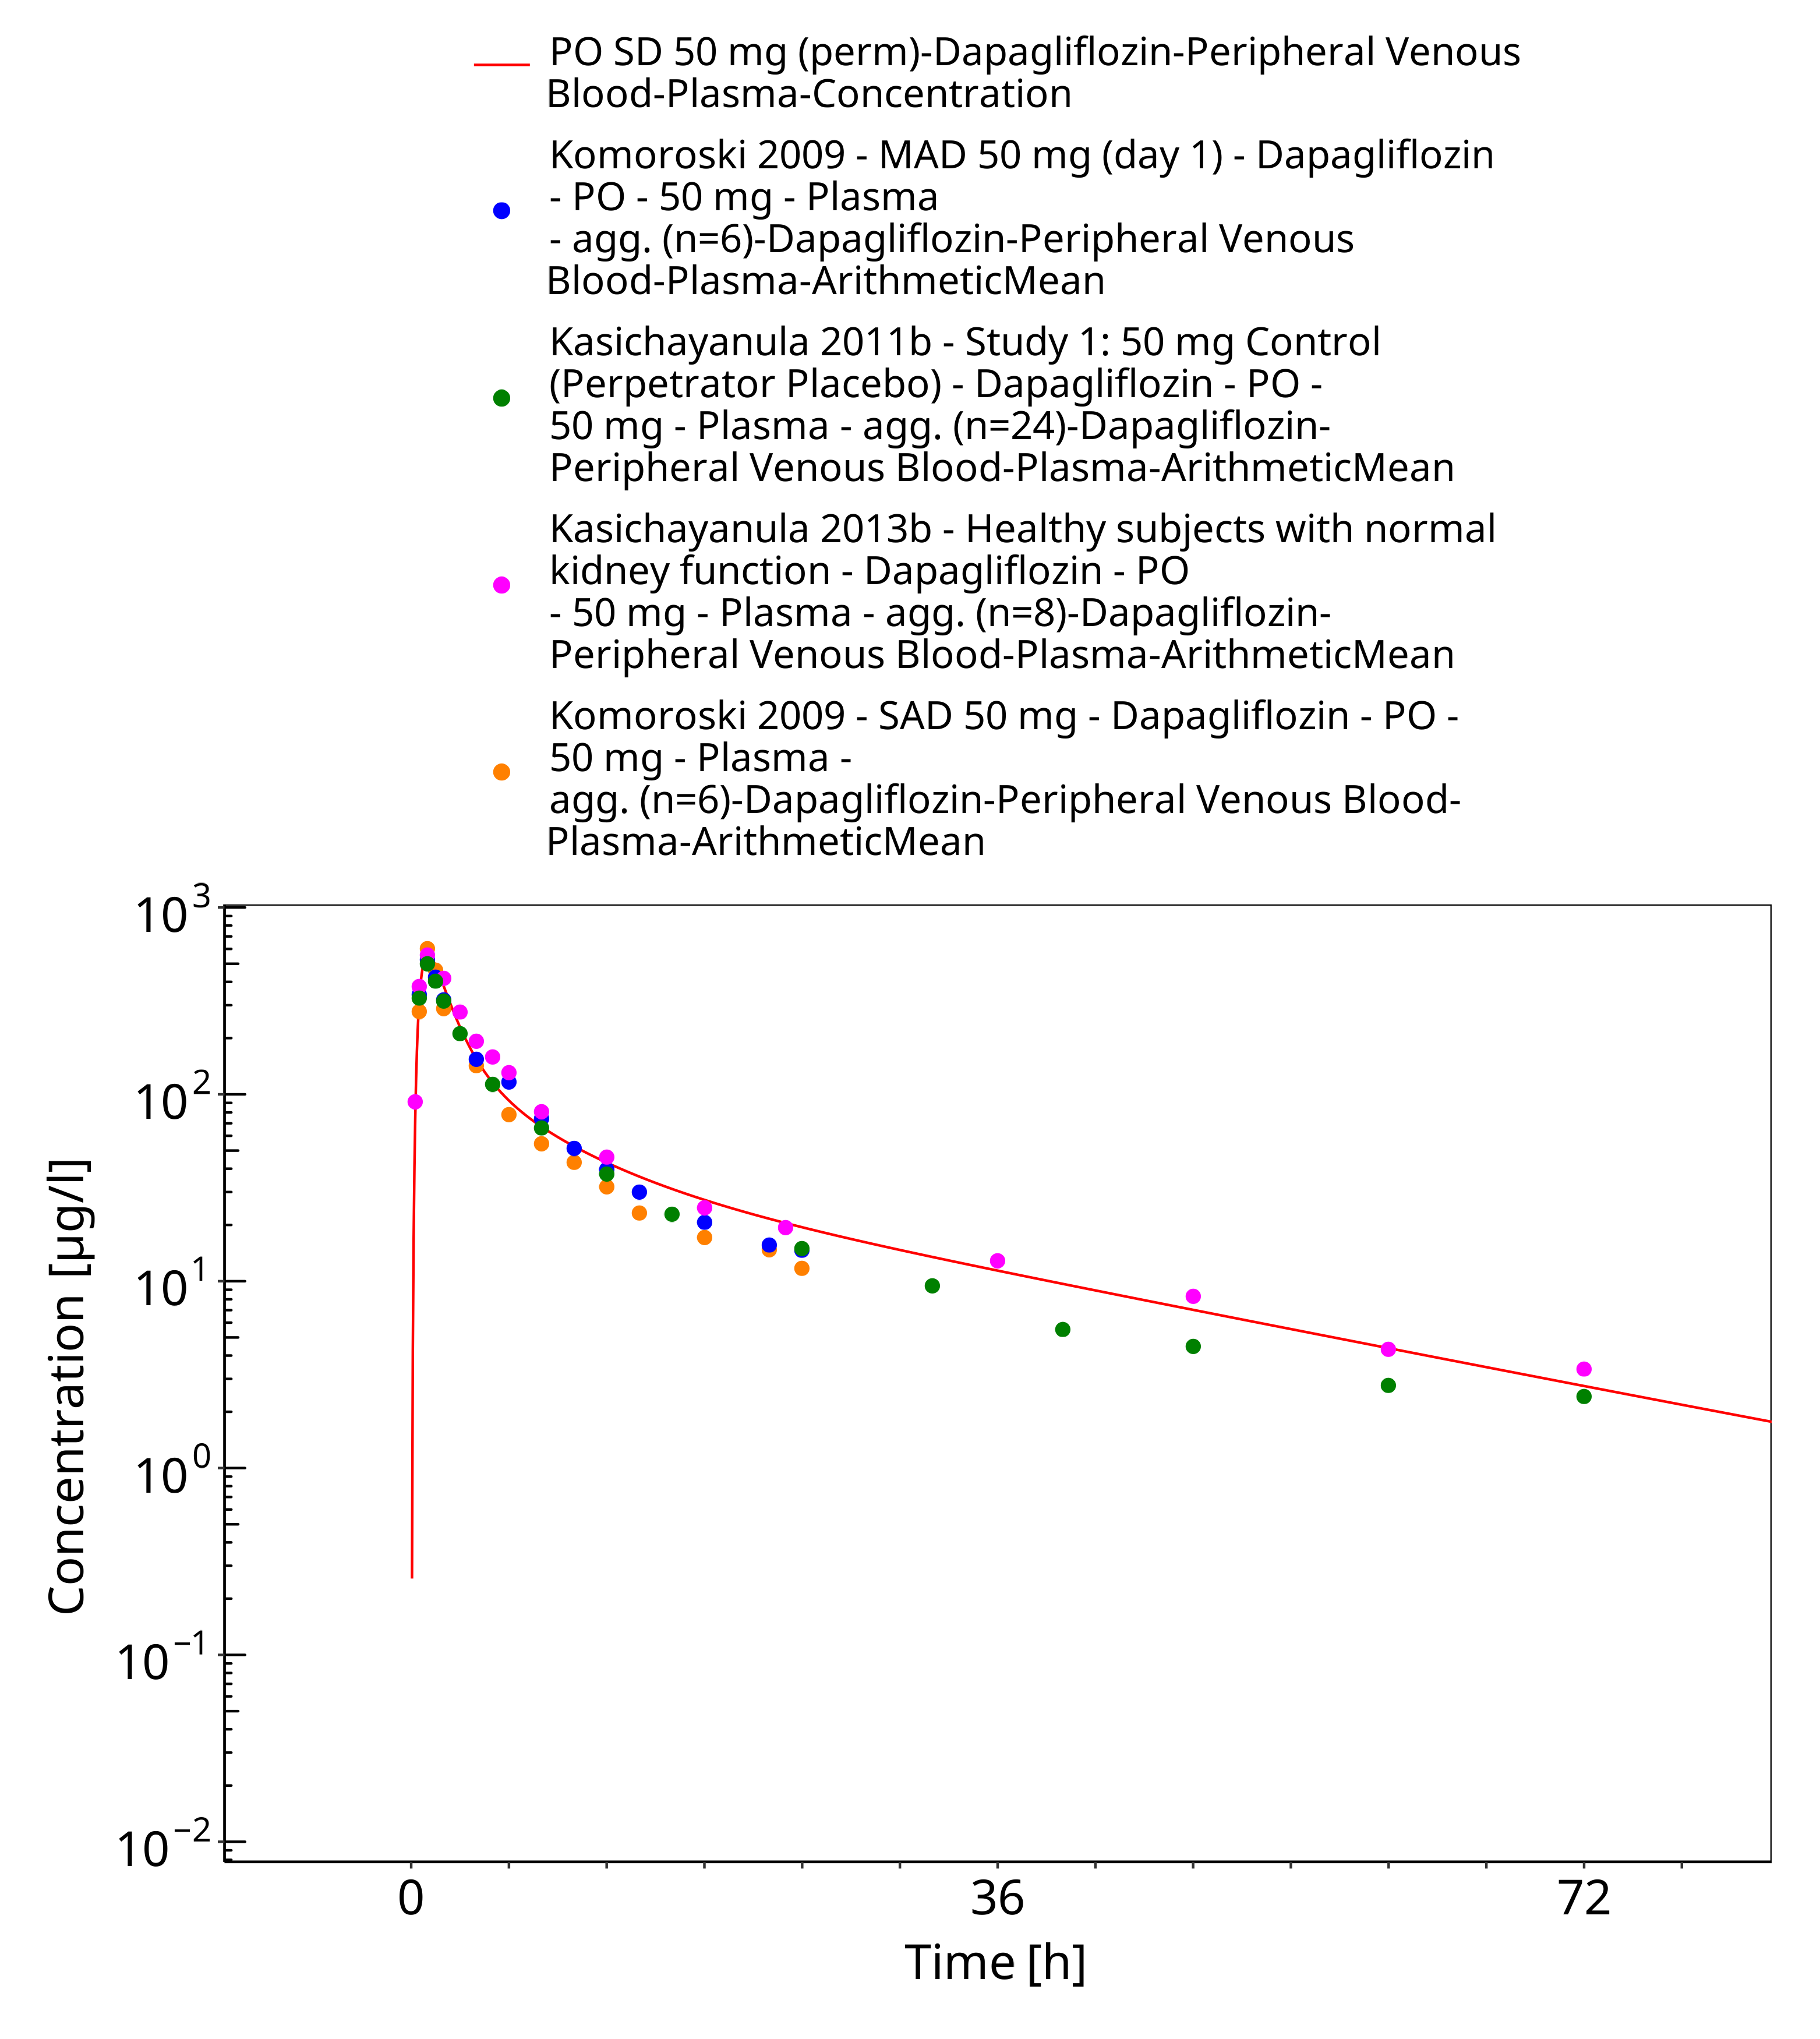 PO SD 50 mg (perm)-Dapagliflozin-Peripheral Venous
Blood-Plasma-Concentration
Komoroski 2009 - MAD 50 mg (day 1) - Dapagliflozin
- PO - 50 mg - Plasma
- agg. (n=6)-Dapagliflozin-Peripheral Venous
Blood-Plasma-ArithmeticMean
Kasichayanula 2011b - Study 1: 50 mg Control
(Perpetrator Placebo) - Dapagliflozin - PO -
50 mg - Plasma - agg. (n=24)-Dapagliflozin-
Peripheral Venous Blood-Plasma-ArithmeticMean
Kasichayanula 2013b - Healthy subjects with normal
kidney function - Dapagliflozin - PO
- 50 mg - Plasma - agg. (n=8)-Dapagliflozin-
Peripheral Venous Blood-Plasma-ArithmeticMean
Komoroski 2009 - SAD 50 mg - Dapagliflozin - PO -
50 mg - Plasma -
agg. (n=6)-Dapagliflozin-Peripheral Venous Blood-
Plasma-ArithmeticMean
10³
10²
10¹
10⁰
10⁻¹
10⁻²
Concentration [µg/l]
0 36 72
Time [h]